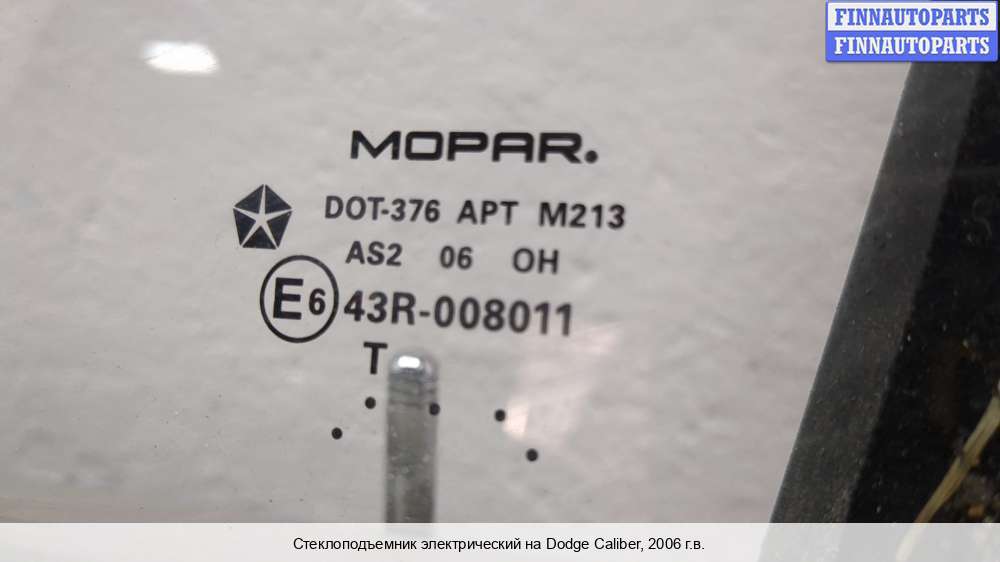 FINNAUTOPARTS
FINNAUTOPARTS
MOPAR.
DOT-376 APT M213
AS2 06 OH
E6 43R-008011
T
Стеклоподъемник электрический на Dodge Caliber, 2006 г.в.